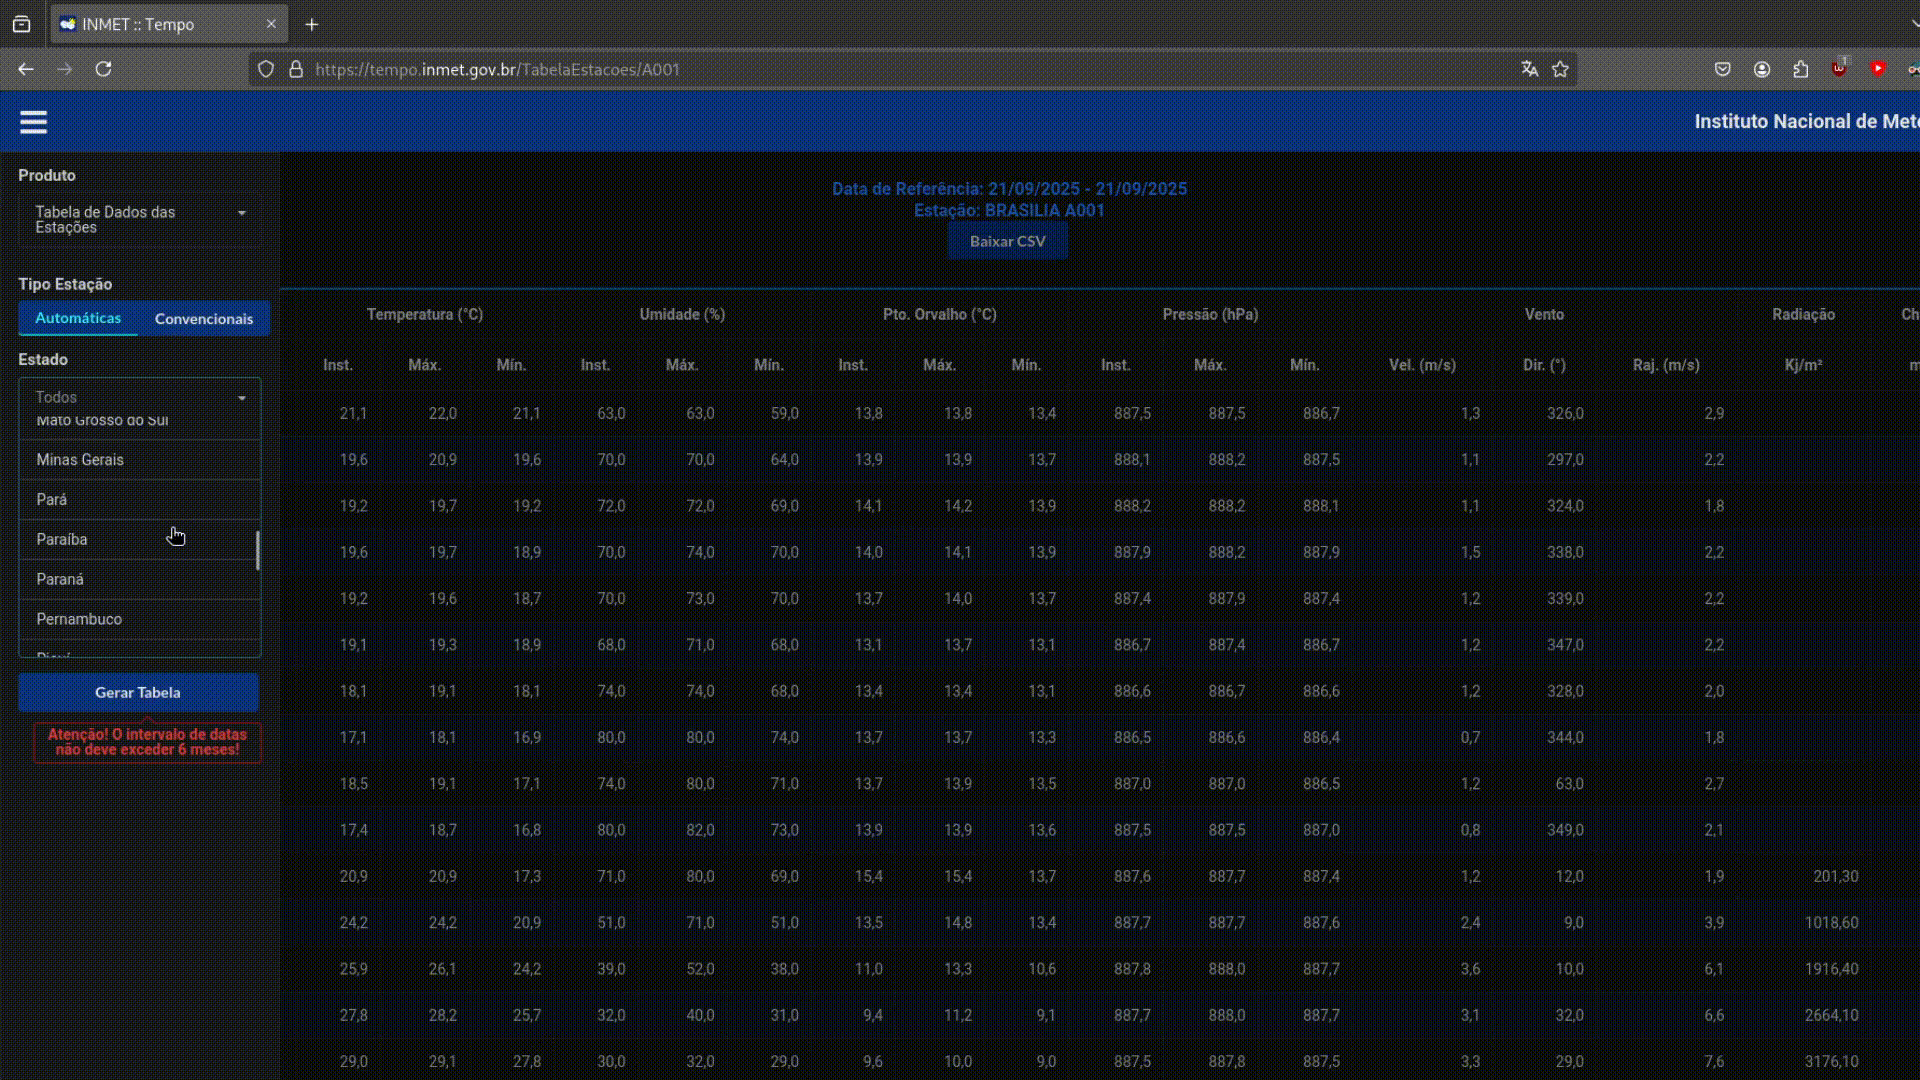 INMET :: Tempo
https://tempo.inmet.gov.br/TabelaEstacoes/A001
1
Instituto Nacional de Mete
Produto
Tabela de Dados das
Estações
Tipo Estação
Automáticas Convencionais
Estado
Todos
Mato Grosso do Sul
Minas Gerais
Pará
Paraíba
Paraná
Pernambuco
Piauí
Gerar Tabela
Atenção! O intervalo de datas
não deve exceder 6 meses!
Data de Referência: 21/09/2025 - 21/09/2025
Estação: BRASILIA A001
Baixar CSV
Temperatura (°C) Umidade (%) Pto. Orvalho (°C) Pressão (hPa) Vento Radiação Ch
Inst. Máx. Mín. Inst. Máx. Mín. Inst. Máx. Mín. Inst. Máx. Mín. Vel. (m/s) Dir. (°) Raj. (m/s) Kj/m² m
21,1 22,0 21,1 63,0 63,0 59,0 13,8 13,8 13,4 887,5 887,5 886,7 1,3 326,0 2,9
19,6 20,9 19,6 70,0 70,0 64,0 13,9 13,9 13,7 888,1 888,2 887,5 1,1 297,0 2,2
19,2 19,7 19,2 72,0 72,0 69,0 14,1 14,2 13,9 888,2 888,2 888,1 1,1 324,0 1,8
19,6 19,7 18,9 70,0 74,0 70,0 14,0 14,1 13,9 887,9 888,2 887,9 1,5 338,0 2,2
19,2 19,6 18,7 70,0 73,0 70,0 13,7 14,0 13,7 887,4 887,9 887,4 1,2 339,0 2,2
19,1 19,3 18,9 68,0 71,0 68,0 13,1 13,7 13,1 886,7 887,4 886,7 1,2 347,0 2,2
18,1 19,1 18,1 74,0 74,0 68,0 13,4 13,4 13,1 886,6 886,7 886,6 1,2 328,0 2,0
17,1 18,1 16,9 80,0 80,0 74,0 13,7 13,7 13,3 886,5 886,6 886,4 0,7 344,0 1,8
18,5 19,1 17,1 74,0 80,0 71,0 13,7 13,9 13,5 887,0 887,0 886,5 1,2 63,0 2,7
17,4 18,7 16,8 80,0 82,0 73,0 13,9 13,9 13,6 887,5 887,5 887,0 0,8 349,0 2,1
20,9 20,9 17,3 71,0 80,0 69,0 15,4 15,4 13,7 887,6 887,7 887,4 1,2 12,0 1,9 201,30
24,2 24,2 20,9 51,0 71,0 51,0 13,5 14,8 13,4 887,7 887,7 887,6 2,4 9,0 3,9 1018,60
25,9 26,1 24,2 39,0 52,0 38,0 11,0 13,3 10,6 887,8 888,0 887,7 3,6 10,0 6,1 1916,40
27,8 28,2 25,7 32,0 40,0 31,0 9,4 11,2 9,1 887,7 888,0 887,7 3,1 32,0 6,6 2664,10
29,0 29,1 27,8 30,0 32,0 29,0 9,6 10,0 9,0 887,5 887,8 887,5 3,3 29,0 7,6 3176,10